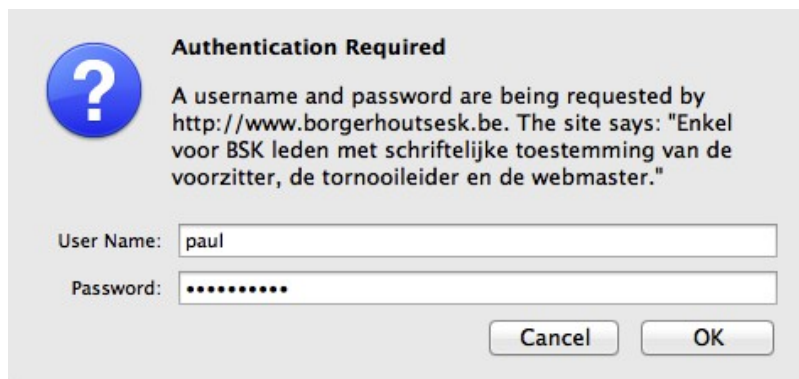 Authentication Required
A username and password are being requested by
http://www.borgerhoutsesk.be. The site says: "Enkel
voor BSK leden met schriftelijke toestemming van de
voorzitter, de tornooileider en de webmaster."
User Name: paul
Password: ••••••••••
Cancel OK